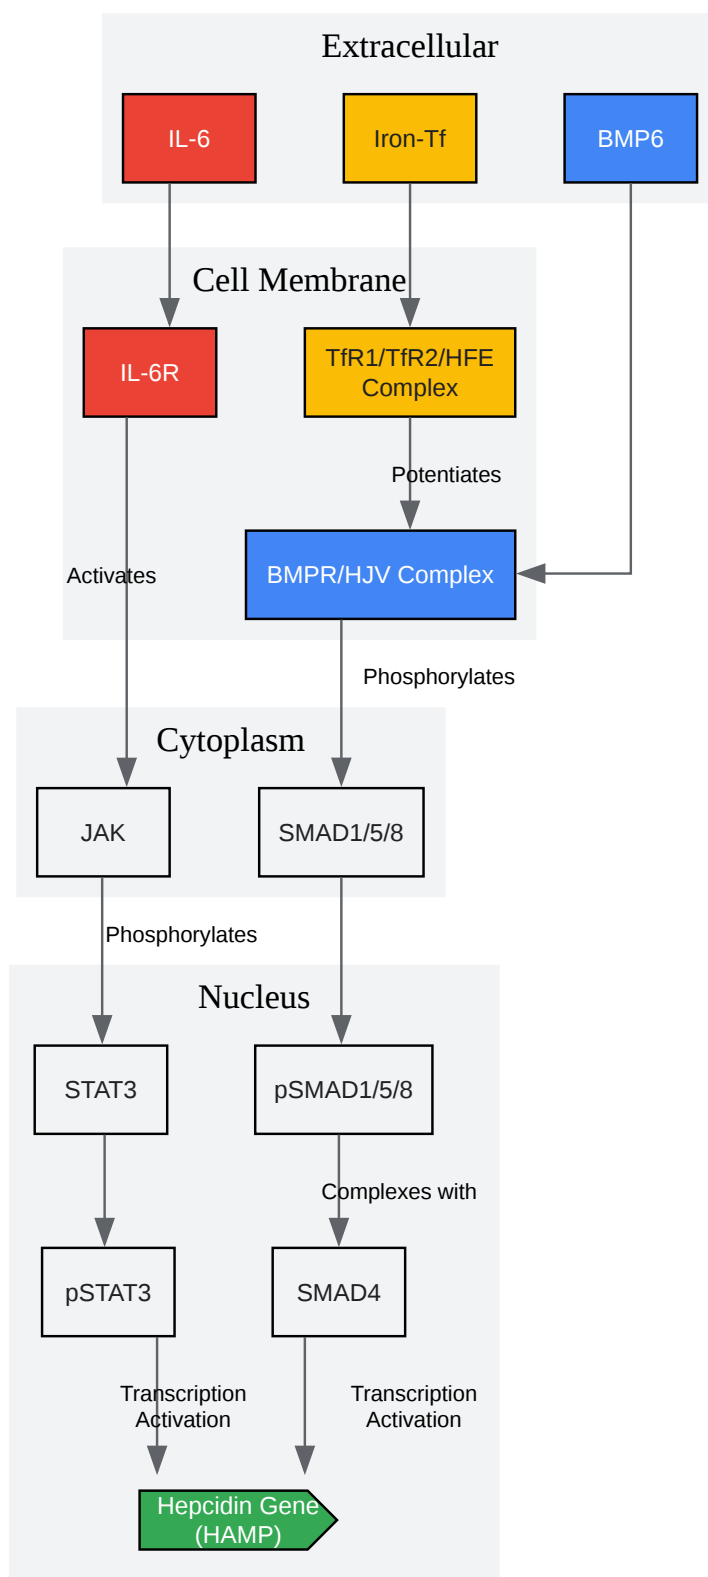 Extracellular
IL-6
Iron-Tf
BMP6
Cell Membrane
IL-6R
TfR1/TfR2/HFE
Complex
Potentiates
Activates
BMPR/HJV Complex
Phosphorylates
Cytoplasm
JAK
SMAD1/5/8
Phosphorylates
Nucleus
STAT3
pSMAD1/5/8
Complexes with
pSTAT3
SMAD4
Transcription
Activation
Transcription
Activation
Hepcidin Gene
(HAMP)